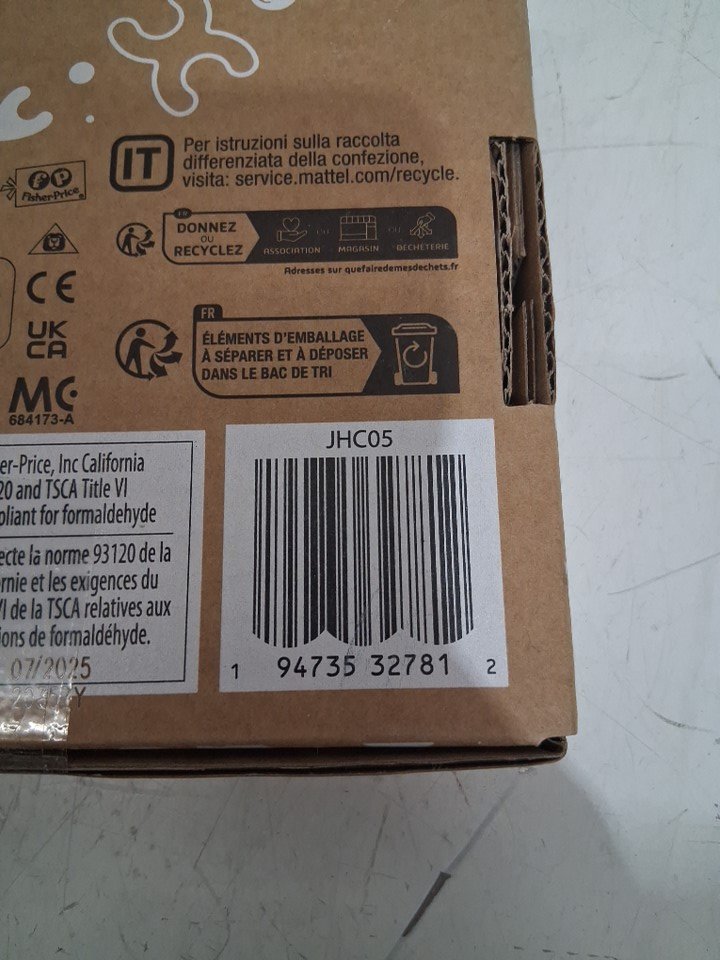 IT
Per istruzioni sulla raccolta
differenziata della confezione,
visita: service.mattel.com/recycle.
Fisher-Price
FR
DONNEZ
OU
RECYCLEZ
ASSOCIATION OU MAGASIN OU DÉCHÈTERIE
Adresses sur quefairedemesdechets.fr
CE
UK
CA
FR
ÉLÉMENTS D'EMBALLAGE
À SÉPARER ET À DÉPOSER
DANS LE BAC DE TRI
MC
684173-A
er-Price, Inc California
20 and TSCA Title VI
pliant for formaldehyde
ecte la norme 93120 de la
ornie et les exigences du
VI de la TSCA relatives aux
ions de formaldéhyde.
07/2025
JHC05
1 94735 32781 2